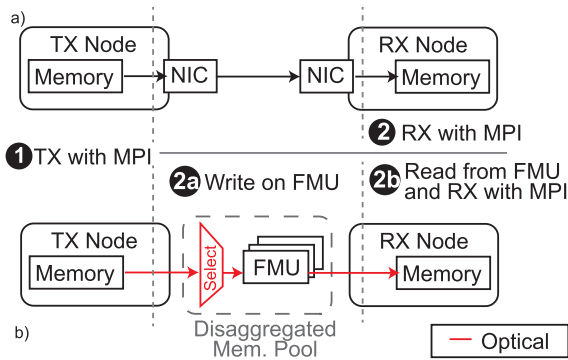 a)
TX Node
Memory
NIC
NIC
RX Node
Memory
2 RX with MPI
1 TX with MPI
2a Write on FMU
2b Read from FMU
and RX with MPI
TX Node
Memory
Select
FMU
RX Node
Memory
Disaggregated
Mem. Pool
b)
Optical